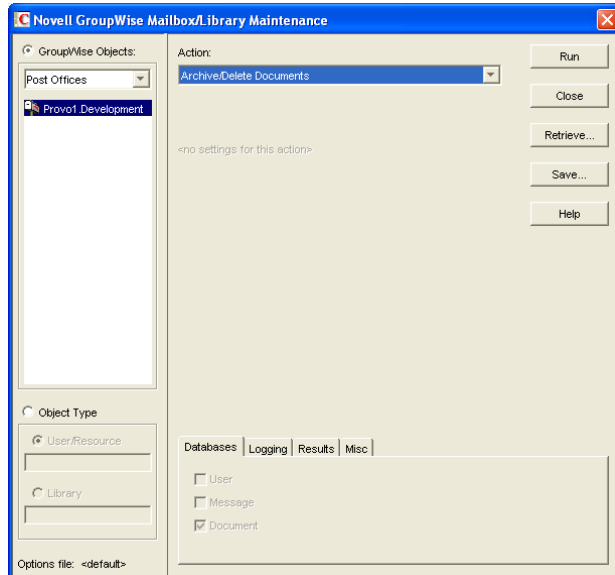 Novell GroupWise Mailbox/Library Maintenance
GroupWise Objects:
Post Offices
Provo1.Development
Object Type
User/Resource
Library
Options file: <default>
Action:
Archive/Delete Documents
<no settings for this action>
Databases Logging Results Misc
User
Message
Document
Run
Close
Retrieve...
Save...
Help